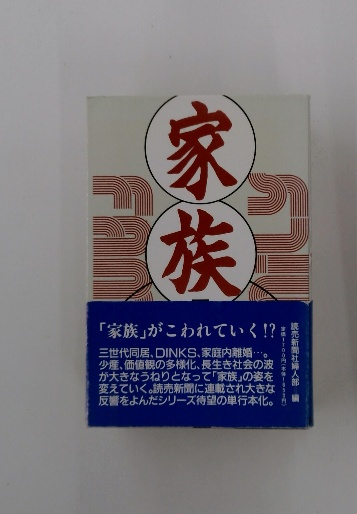 家族
「家族」がこわれていく!?
三世代同居、DINKS、家庭内離婚…。
少産、価値観の多様化、長生き社会の波
が大きなうねりとなって「家族」の姿を
変えていく。読売新聞に連載され大きな
反響をよんだシリーズ待望の単行本化。
読売新聞社婦人部 編